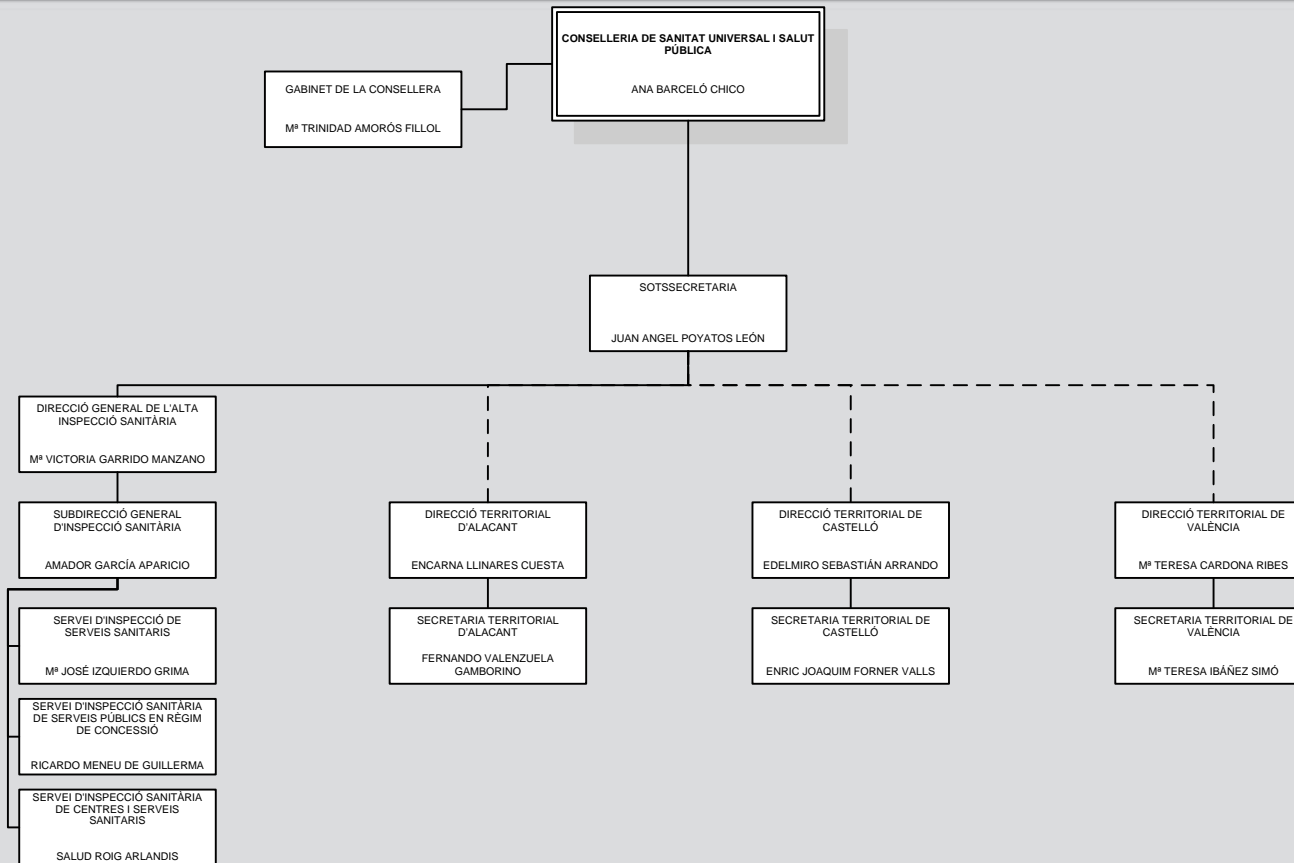 CONSELLERIA DE SANITAT UNIVERSAL I SALUT
PÚBLICA
ANA BARCELÓ CHICO
GABINET DE LA CONSELLERA
Mª TRINIDAD AMORÓS FILLOL
SOTSSECRETARIA
JUAN ANGEL POYATOS LEÓN
DIRECCIÓ GENERAL DE L'ALTA
INSPECCIÓ SANITÀRIA
Mª VICTORIA GARRIDO MANZANO
SUBDIRECCIÓ GENERAL
D'INSPECCIÓ SANITÀRIA
AMADOR GARCÍA APARICIO
SERVEI D'INSPECCIÓ DE
SERVEIS SANITARIS
Mª JOSÉ IZQUIERDO GRIMA
SERVEI D'INSPECCIÓ SANITÀRIA
DE SERVEIS PÚBLICS EN RÈGIM
DE CONCESSIÓ
RICARDO MENEU DE GUILLERMA
SERVEI D'INSPECCIÓ SANITÀRIA
DE CENTRES I SERVEIS
SANITARIS
SALUD ROIG ARLANDIS
DIRECCIÓ TERRITORIAL
D'ALACANT
ENCARNA LLINARES CUESTA
SECRETARIA TERRITORIAL
D'ALACANT
FERNANDO VALENZUELA
GAMBORINO
DIRECCIÓ TERRITORIAL DE
CASTELLÓ
EDELMIRO SEBASTIÁN ARRANDO
SECRETARIA TERRITORIAL DE
CASTELLÓ
ENRIC JOAQUIM FORNER VALLS
DIRECCIÓ TERRITORIAL DE
VALÈNCIA
Mª TERESA CARDONA RIBES
SECRETARIA TERRITORIAL DE
VALÈNCIA
Mª TERESA IBÁÑEZ SIMÓ